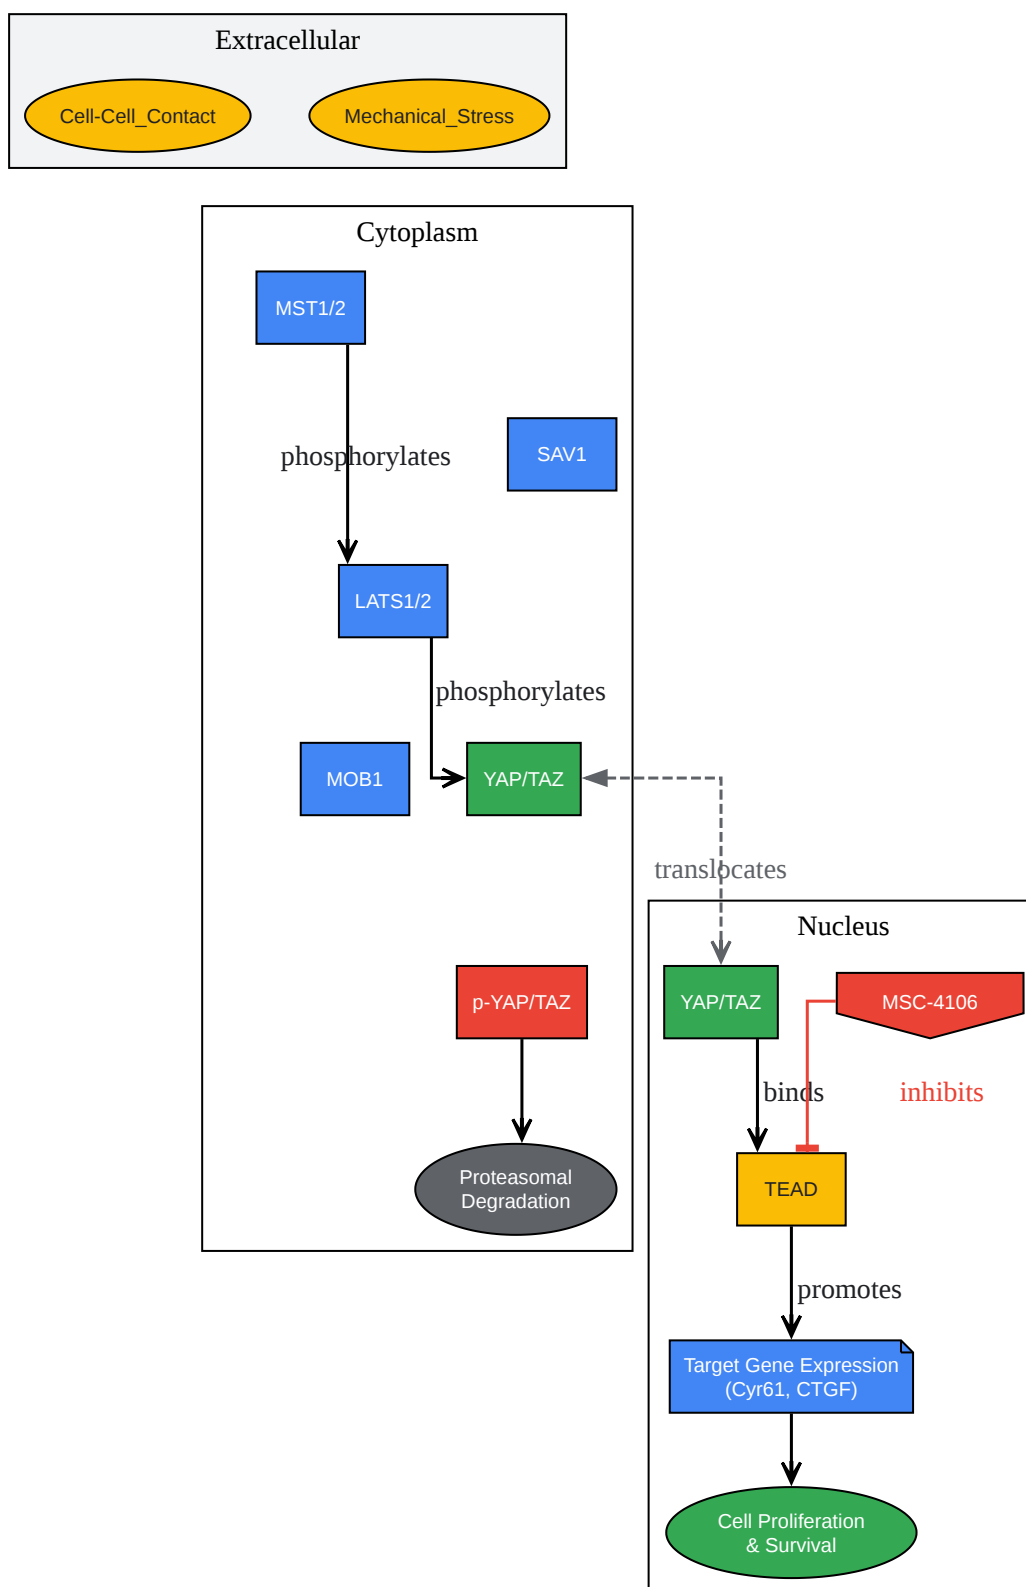 Extracellular
Cell-Cell_Contact
Mechanical_Stress
Cytoplasm
MST1/2
phosphorylates
SAV1
LATS1/2
phosphorylates
MOB1
YAP/TAZ
translocates
Nucleus
p-YAP/TAZ
YAP/TAZ
MSC-4106
binds
inhibits
Proteasomal
Degradation
TEAD
promotes
Target Gene Expression
(Cyr61, CTGF)
Cell Proliferation
& Survival